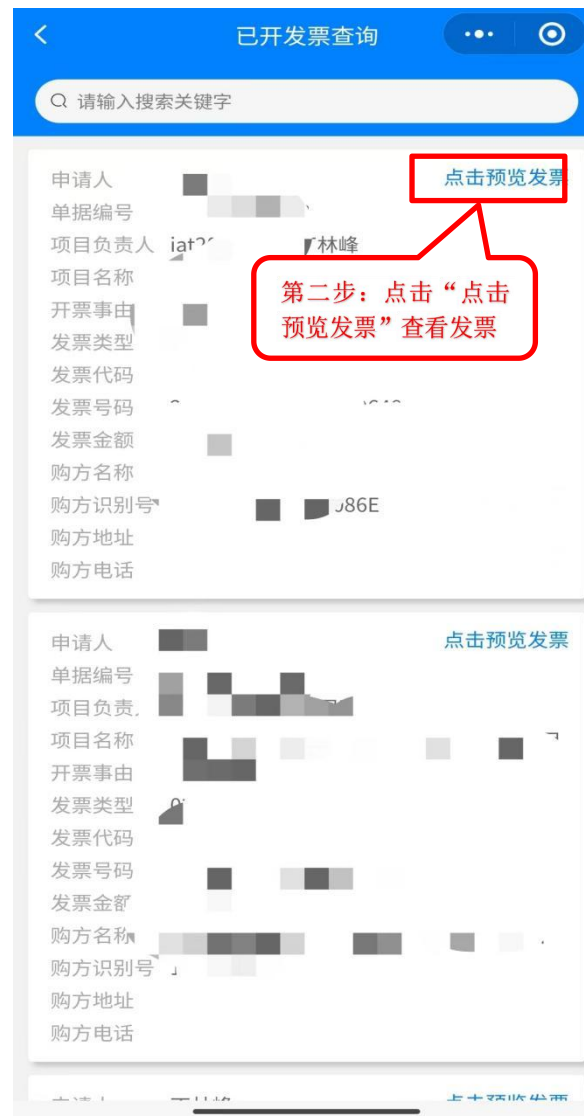 已开发票查询
请输入搜索关键字
申请人 点击预览发票
单据编号
项目负责人 林峰
项目名称
第二步：点击“点击
预览发票”查看发票
开票事由
发票类型
发票代码
发票号码
发票金额
购方名称
购方识别号 86E
购方地址
购方电话
申请人 点击预览发票
单据编号
项目负责
项目名称
开票事由
发票类型
发票代码
发票号码
发票金额
购方名称
购方识别号
购方地址
购方电话